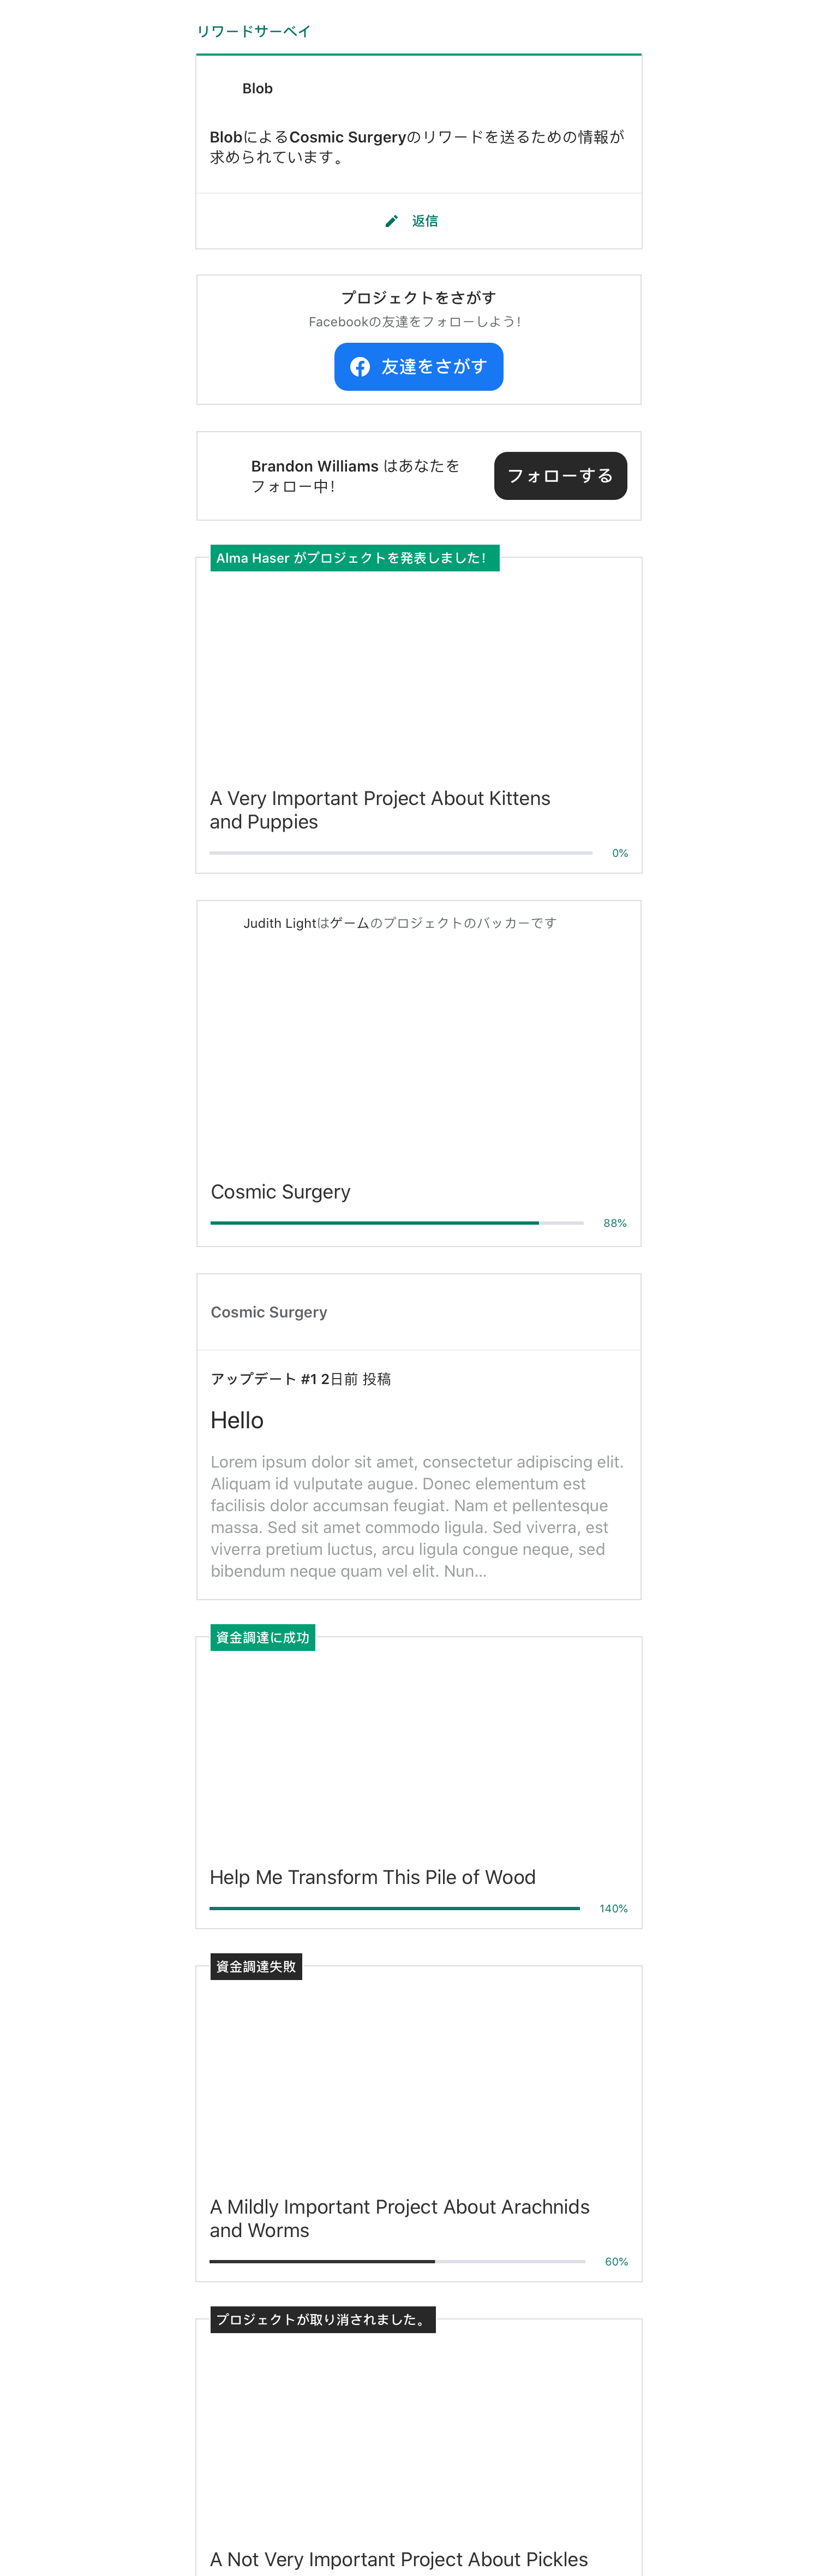 リワードサーベイ
Blob
BlobによるCosmic Surgeryのリワードを送るための情報が
求められています。
返信
プロジェクトをさがす
Facebookの友達をフォローしよう！
友達をさがす
Brandon Williams はあなたを
フォロー中！
フォローする
Alma Haser がプロジェクトを発表しました！
A Very Important Project About Kittens
and Puppies
0%
Judith Lightはゲームのプロジェクトのバッカーです
Cosmic Surgery
88%
Cosmic Surgery
アップデート #1 2日前 投稿
Hello
Lorem ipsum dolor sit amet, consectetur adipiscing elit.
Aliquam id vulputate augue. Donec elementum est
facilisis dolor accumsan feugiat. Nam et pellentesque
massa. Sed sit amet commodo ligula. Sed viverra, est
viverra pretium luctus, arcu ligula congue neque, sed
bibendum neque quam vel elit. Nun...
資金調達に成功
Help Me Transform This Pile of Wood
140%
資金調達失敗
A Mildly Important Project About Arachnids
and Worms
60%
プロジェクトが取り消されました。
A Not Very Important Project About Pickles